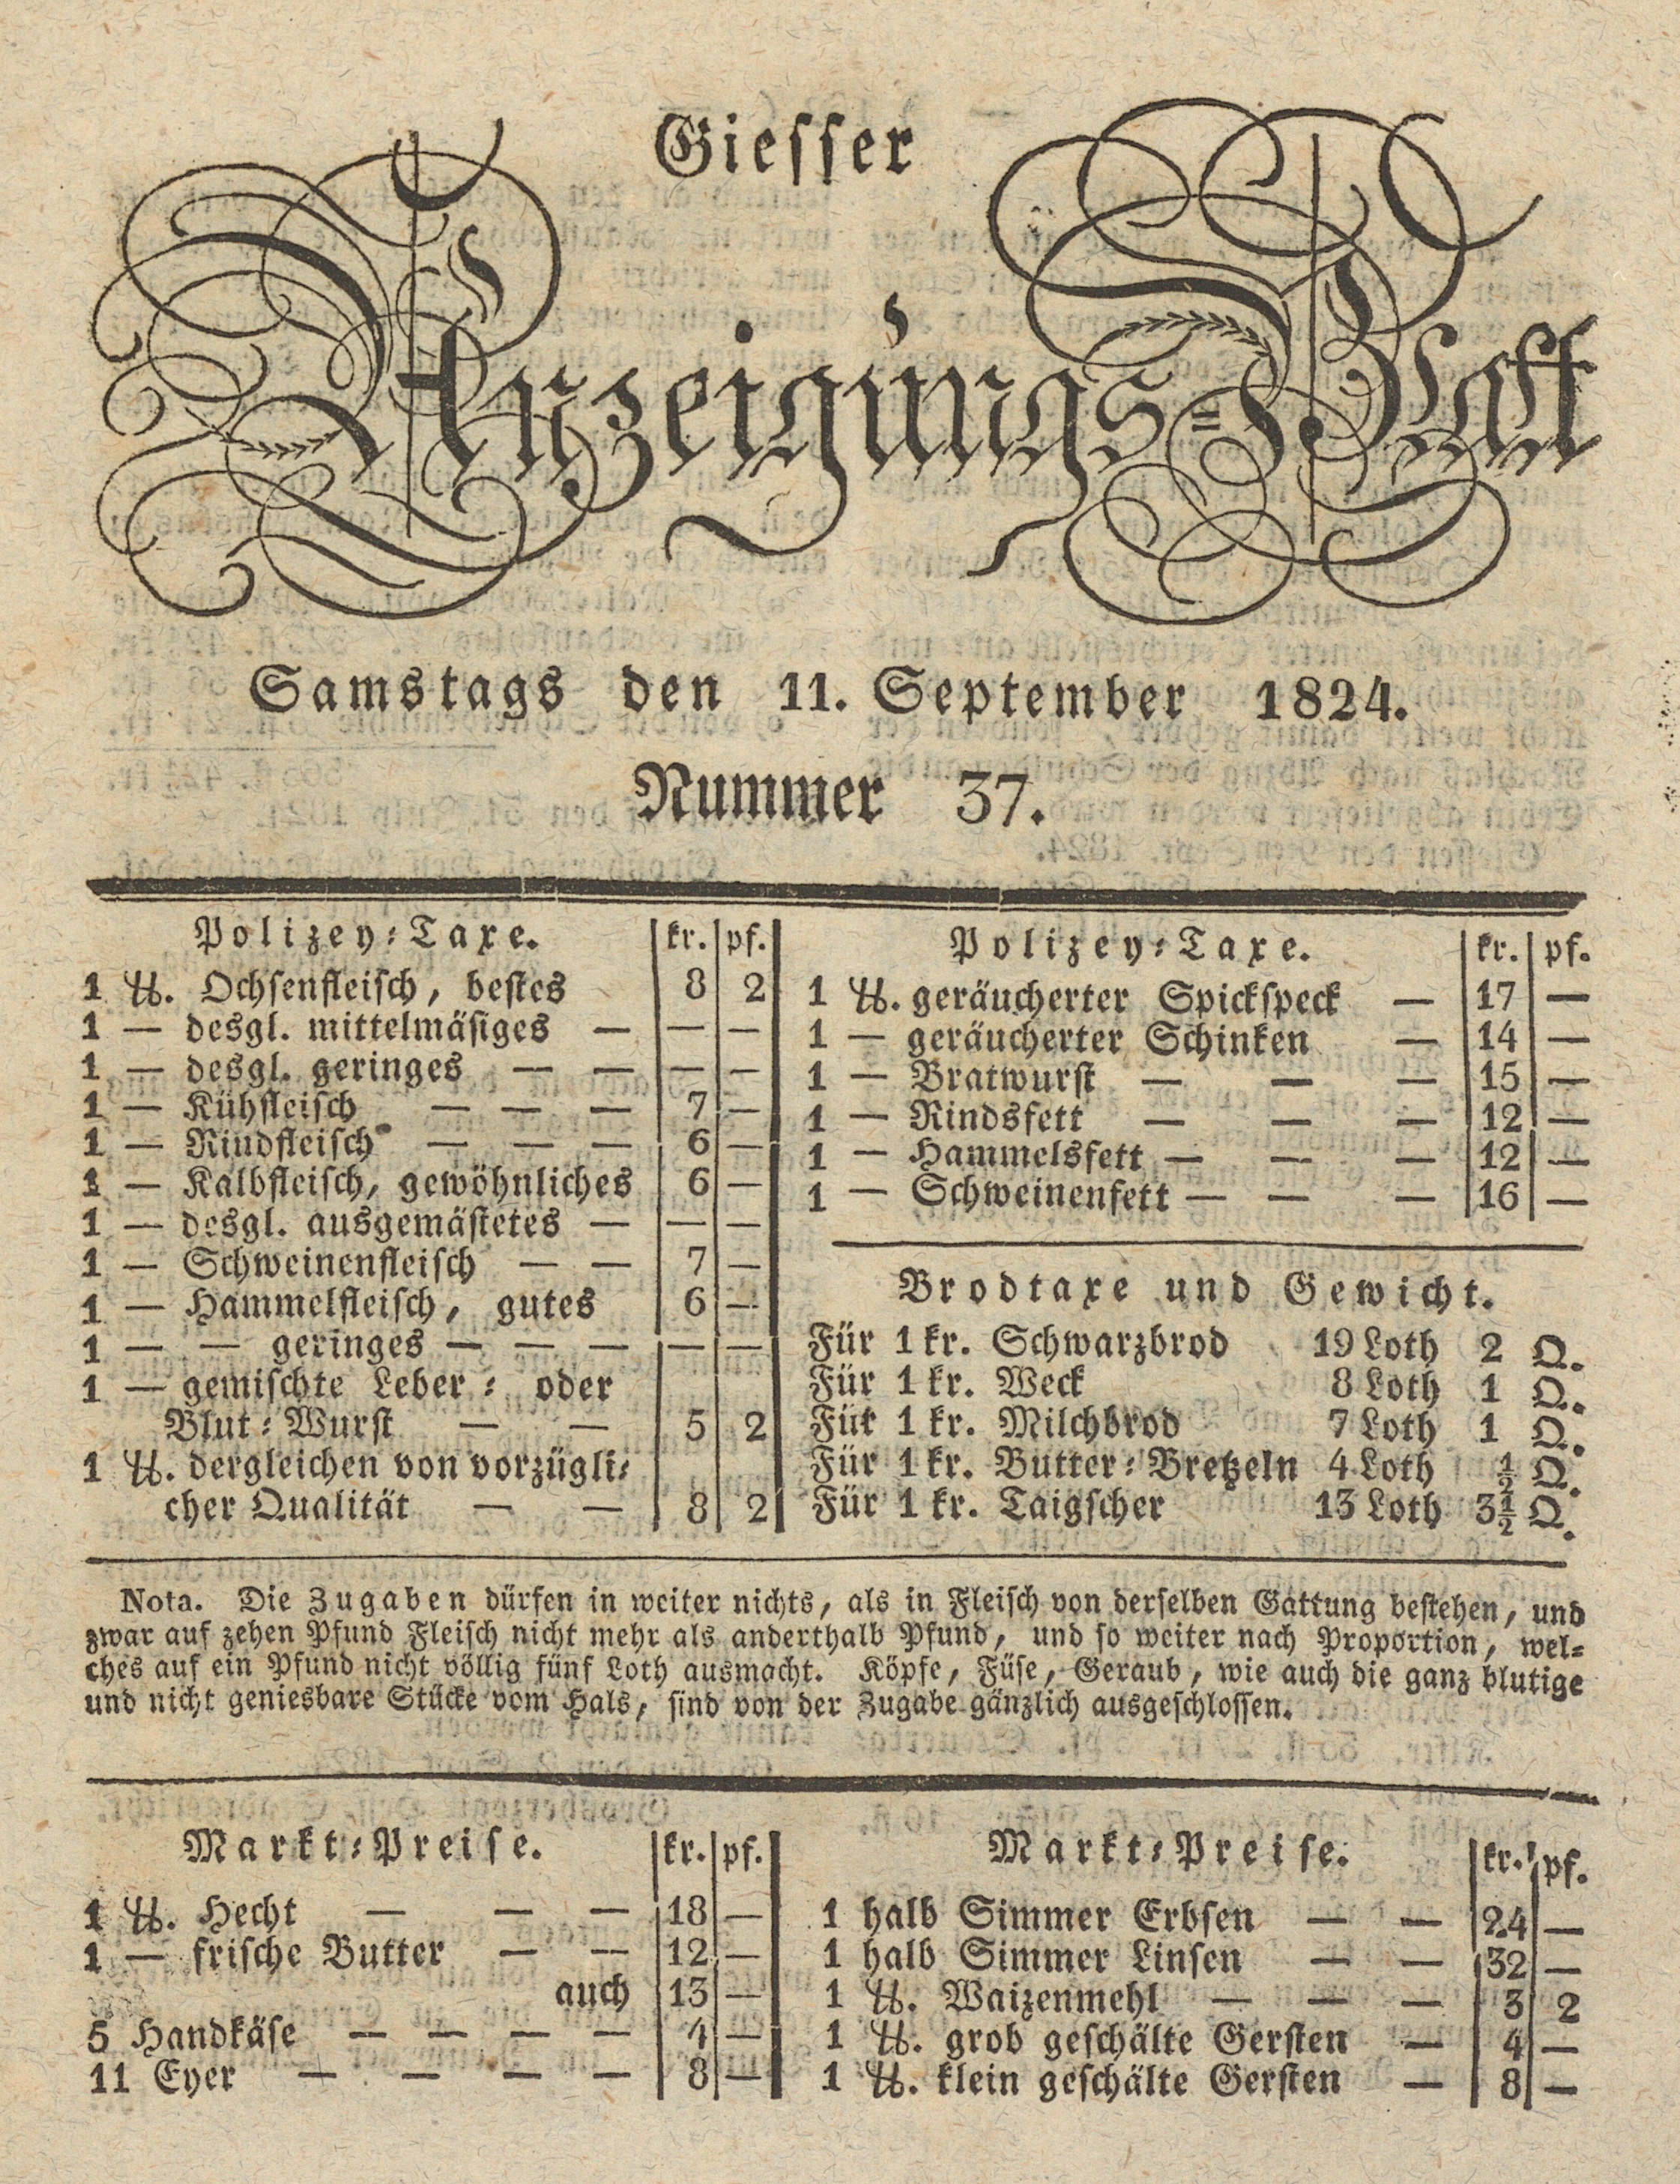 Giesser
Anzeigungs-Blatt
Samstags den 11. September 1824.
Nummer 37.
Polizey-Taxe. kr. pf.
1 ℔. Ochsenfleisch, bestes 8 2
1 — desgl. mittelmäsiges — — —
1 — desgl. geringes — — — —
1 — Kühfleisch — — — 7 —
1 — Rindfleisch — — — 6 —
1 — Kalbfleisch, gewöhnliches 6 —
1 — desgl. ausgemästetes — — —
1 — Schweinenfleisch — — 7 —
1 — Hammelfleisch, gutes 6 —
1 — — geringes — — — — —
1 — gemischte Leber- oder
Blut-Wurst — — 5 2
1 ℔. dergleichen von vorzügli-
cher Qualität — — 8 2
Polizey-Taxe. kr. pf.
1 ℔. geräucherter Spickspeck — 17 —
1 — geräucherter Schinken — 14 —
1 — Bratwurst — — — 15 —
1 — Rindsfett — — — 12 —
1 — Hammelsfett — — — 12 —
1 — Schweinenfett — — — 16 —
Brodtaxe und Gewicht.
Für 1 kr. Schwarzbrod 19 Loth 2 Q.
Für 1 kr. Weck 8 Loth 1 Q.
Für 1 kr. Milchbrod 7 Loth 1 Q.
Für 1 kr. Butter-Bretzeln 4 Loth ½ Q.
Für 1 kr. Taigscher 13 Loth 3½ Q.
Nota. Die Zugaben dürfen in weiter nichts, als in Fleisch von derselben Gattung bestehen, und
zwar auf zehen Pfund Fleisch nicht mehr als anderthalb Pfund, und so weiter nach Proportion, wel-
ches auf ein Pfund nicht völlig fünf Loth ausmacht. Köpfe, Füse, Geraub, wie auch die ganz blutige
und nicht geniesbare Stücke vom Hals, sind von der Zugabe gänzlich ausgeschlossen.
Markt-Preise. kr. pf.
1 ℔. Hecht — — — 18 —
1 — frische Butter — — 12 —
auch 13 —
5 Handkäse — — — — 4 —
11 Eyer — — — — 8 —
Markt-Preise. kr. pf.
1 halb Simmer Erbsen — — 24 —
1 halb Simmer Linsen — — 32 —
1 ℔. Waizenmehl — — — 3 2
1 ℔. grob geschälte Gersten — 4 —
1 ℔. klein geschälte Gersten — 8 —